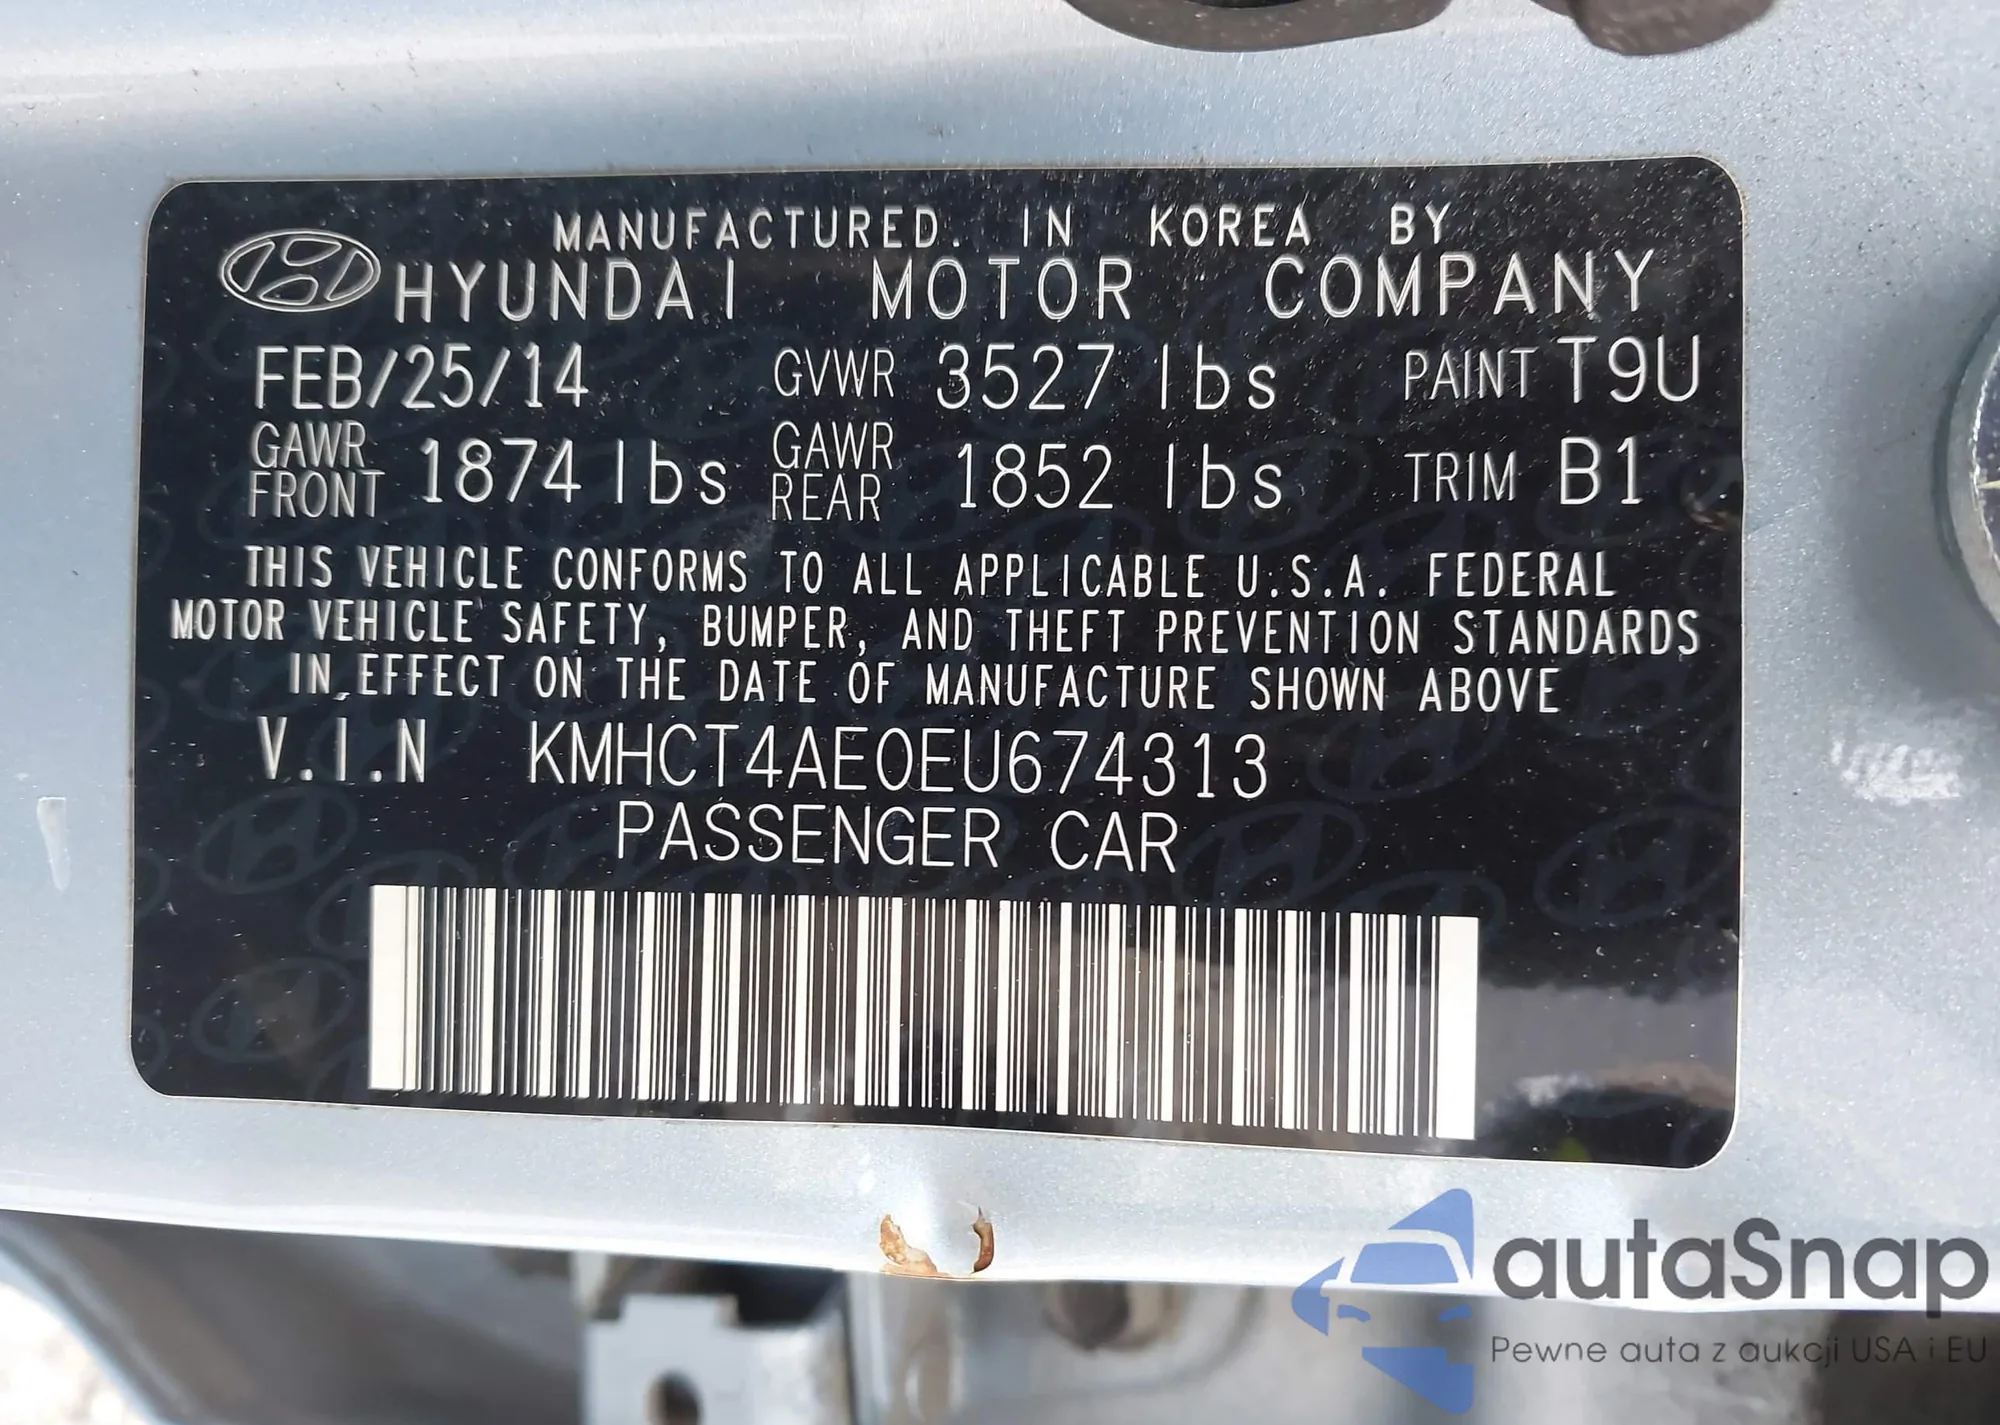 MANUFACTURED. IN KOREA BY
HYUNDAI MOTOR COMPANY
FEB/25/14 GVWR 3527 lbs PAINT T9U
GAWR FRONT 1874 lbs GAWR REAR 1852 lbs TRIM B1
THIS VEHICLE CONFORMS TO ALL APPLICABLE U.S.A. FEDERAL
MOTOR VEHICLE SAFETY, BUMPER, AND THEFT PREVENTION STANDARDS
IN EFFECT ON THE DATE OF MANUFACTURE SHOWN ABOVE
V.I.N KMHCT4AE0EU674313
PASSENGER CAR
autaSnap
Pewne auta z aukcji USA i EU